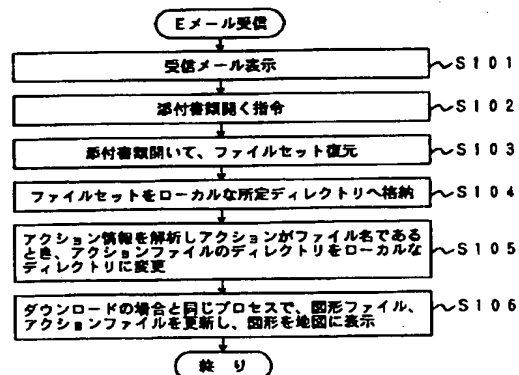 Eメール受信
受信メール表示
S101
添付書類開く指令
S102
添付書類開いて、ファイルセット復元
S103
ファイルセットをローカルな所定ディレクトリへ格納
S104
アクション情報を解析しアクションがファイル名である
とき、アクションファイルのディレクトリをローカルな
ディレクトリに変更
S105
ダウンロードの場合と同じプロセスで、図形ファイル、
アクションファイルを更新し、図形を地図に表示
S106
終り